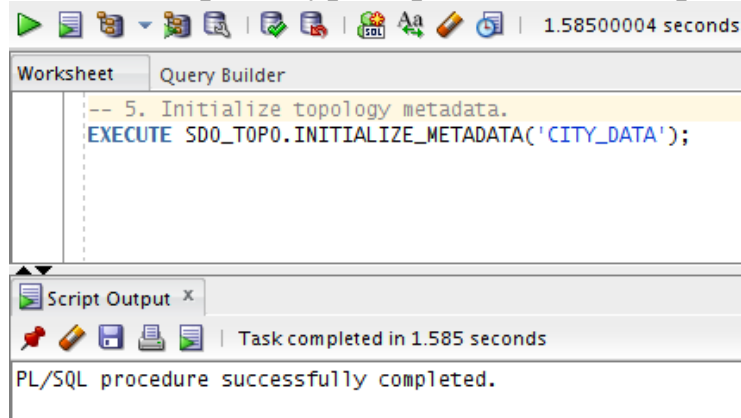 1.58500004 seconds
Worksheet Query Builder
-- 5. Initialize topology metadata.
EXECUTE SDO_TOPO.INITIALIZE_METADATA('CITY_DATA');
Script Output x
Task completed in 1.585 seconds
PL/SQL procedure successfully completed.